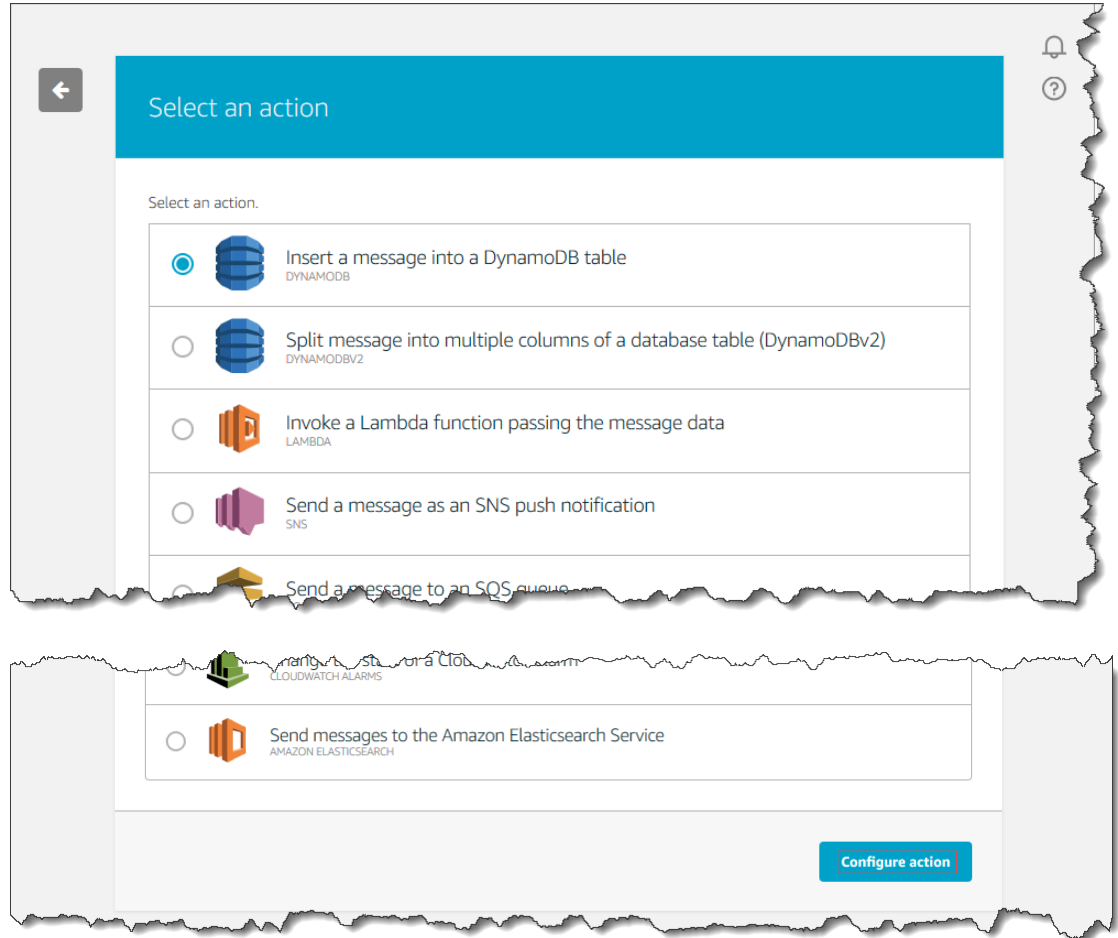 Select an action
Select an action.
Insert a message into a DynamoDB table
DYNAMODB
Split message into multiple columns of a database table (DynamoDBv2)
DYNAMODBV2
Invoke a Lambda function passing the message data
LAMBDA
Send a message as an SNS push notification
SNS
Send a message to an SQS queue
a
CLOUDWATCH ALARMS
Send messages to the Amazon Elasticsearch Service
AMAZON ELASTICSEARCH
Configure action